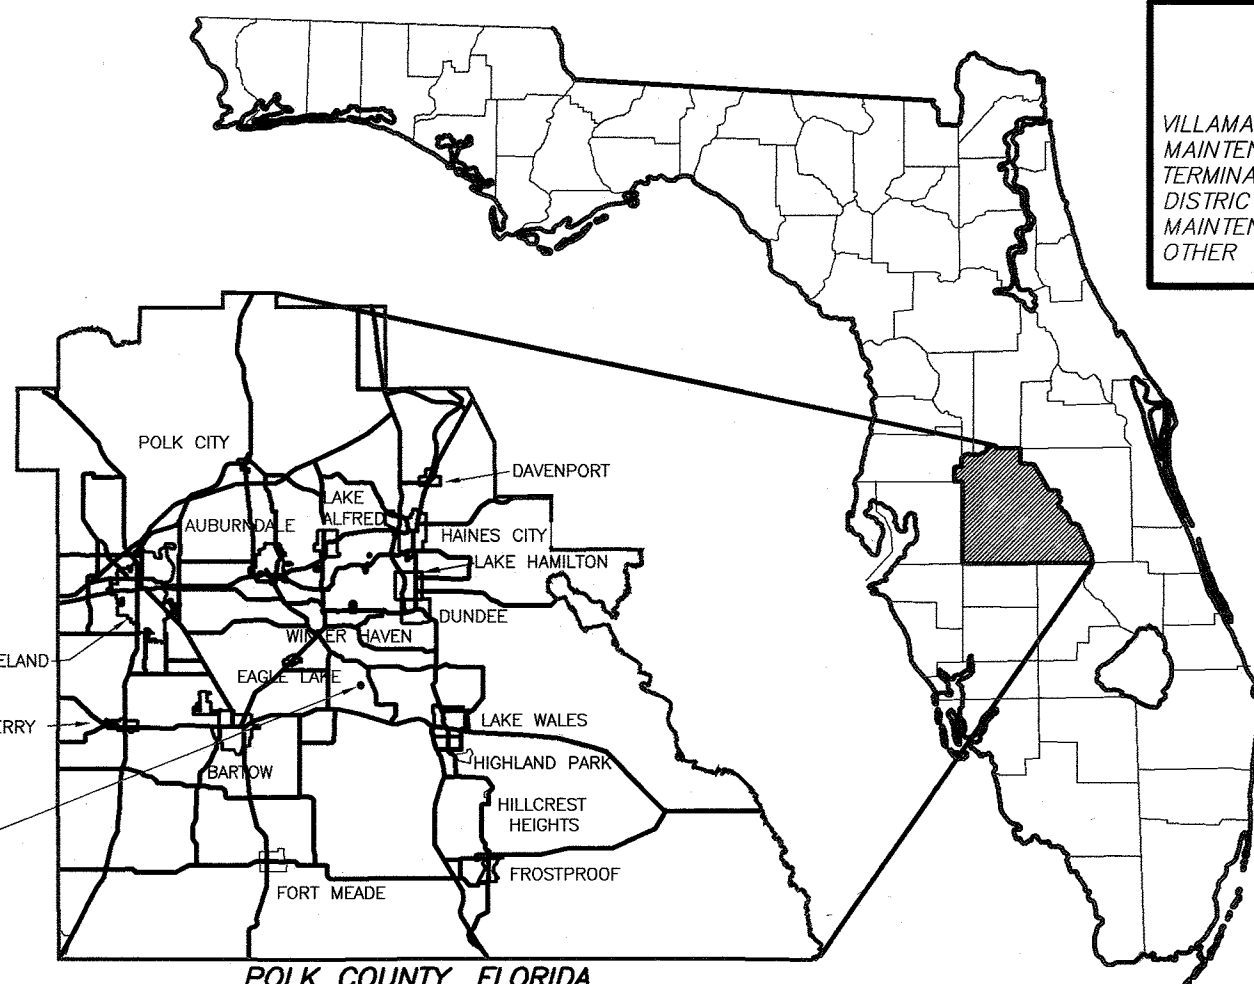 VILLAMA
MAINTEN
TERMINA
DISTRIC
MAINTEN
OTHER
POLK CITY
DAVENPORT
LAKE
ALFRED
AUBURNDALE
HAINES CITY
LAKE HAMILTON
DUNDEE
WINTER HAVEN
ELAND
EAGLE LAKE
LAKE WALES
ERRY
HIGHLAND PARK
BARTOW
HILLCREST
HEIGHTS
FROSTPROOF
FORT MEADE
POLK COUNTY, FLORIDA